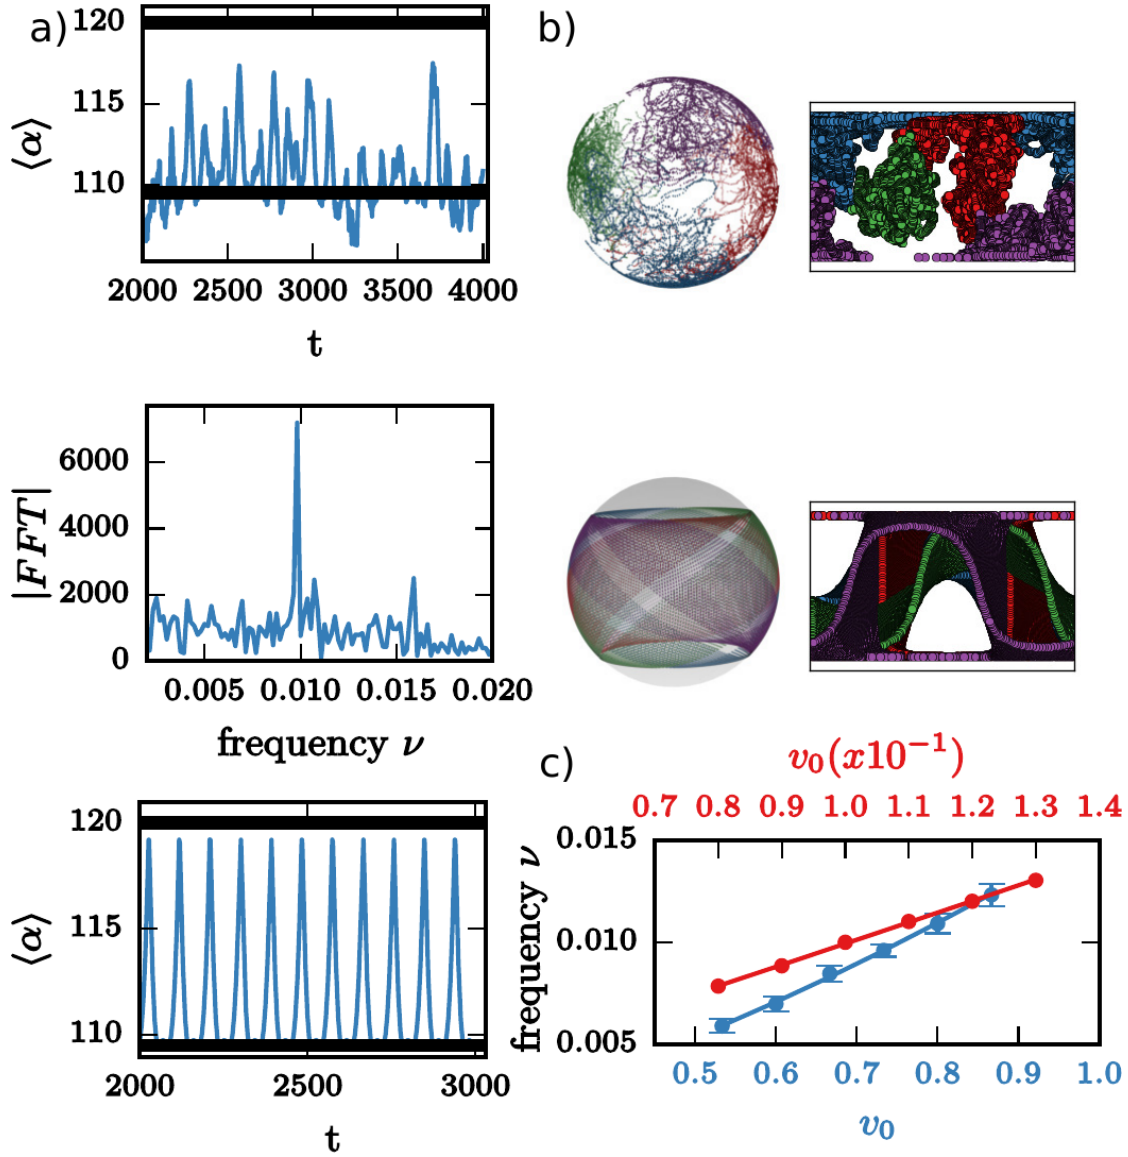 a)
120
115
110
⟨α⟩
2000 2500 3000 3500 4000
t
b)
6000
4000
2000
0
|FFT|
0.005 0.010 0.015 0.020
frequency ν
120
115
110
⟨α⟩
2000 2500 3000
t
c)
v₀(x10⁻¹)
0.7 0.8 0.9 1.0 1.1 1.2 1.3 1.4
0.015
0.010
0.005
frequency ν
0.5 0.6 0.7 0.8 0.9 1.0
v₀